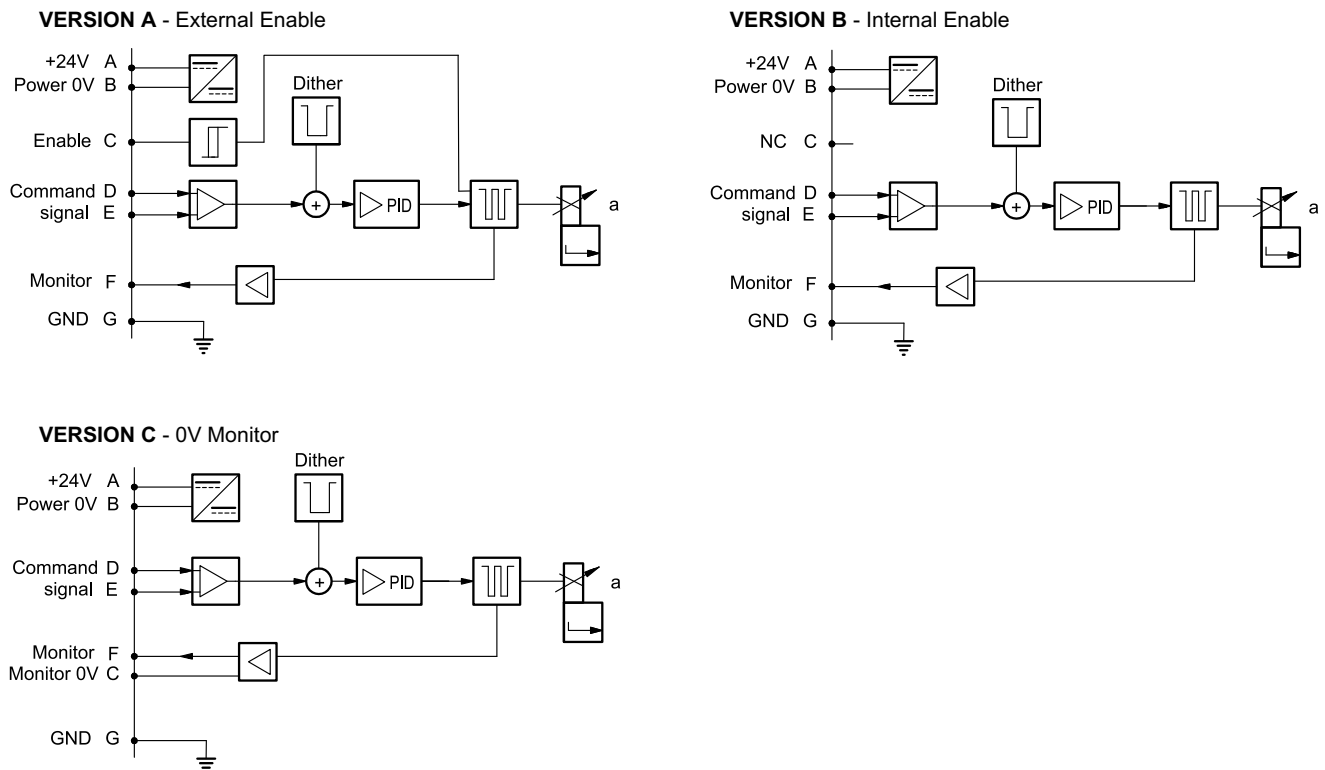 VERSION A - External Enable
+24V A
Power 0V B
Dither
Enable C
Command D
signal E
PID
a
Monitor F
GND G
VERSION B - Internal Enable
+24V A
Power 0V B
Dither
NC C
Command D
signal E
PID
a
Monitor F
GND G
VERSION C - 0V Monitor
Dither
+24V A
Power 0V B
Command D
signal E
PID
a
Monitor F
Monitor 0V C
GND G